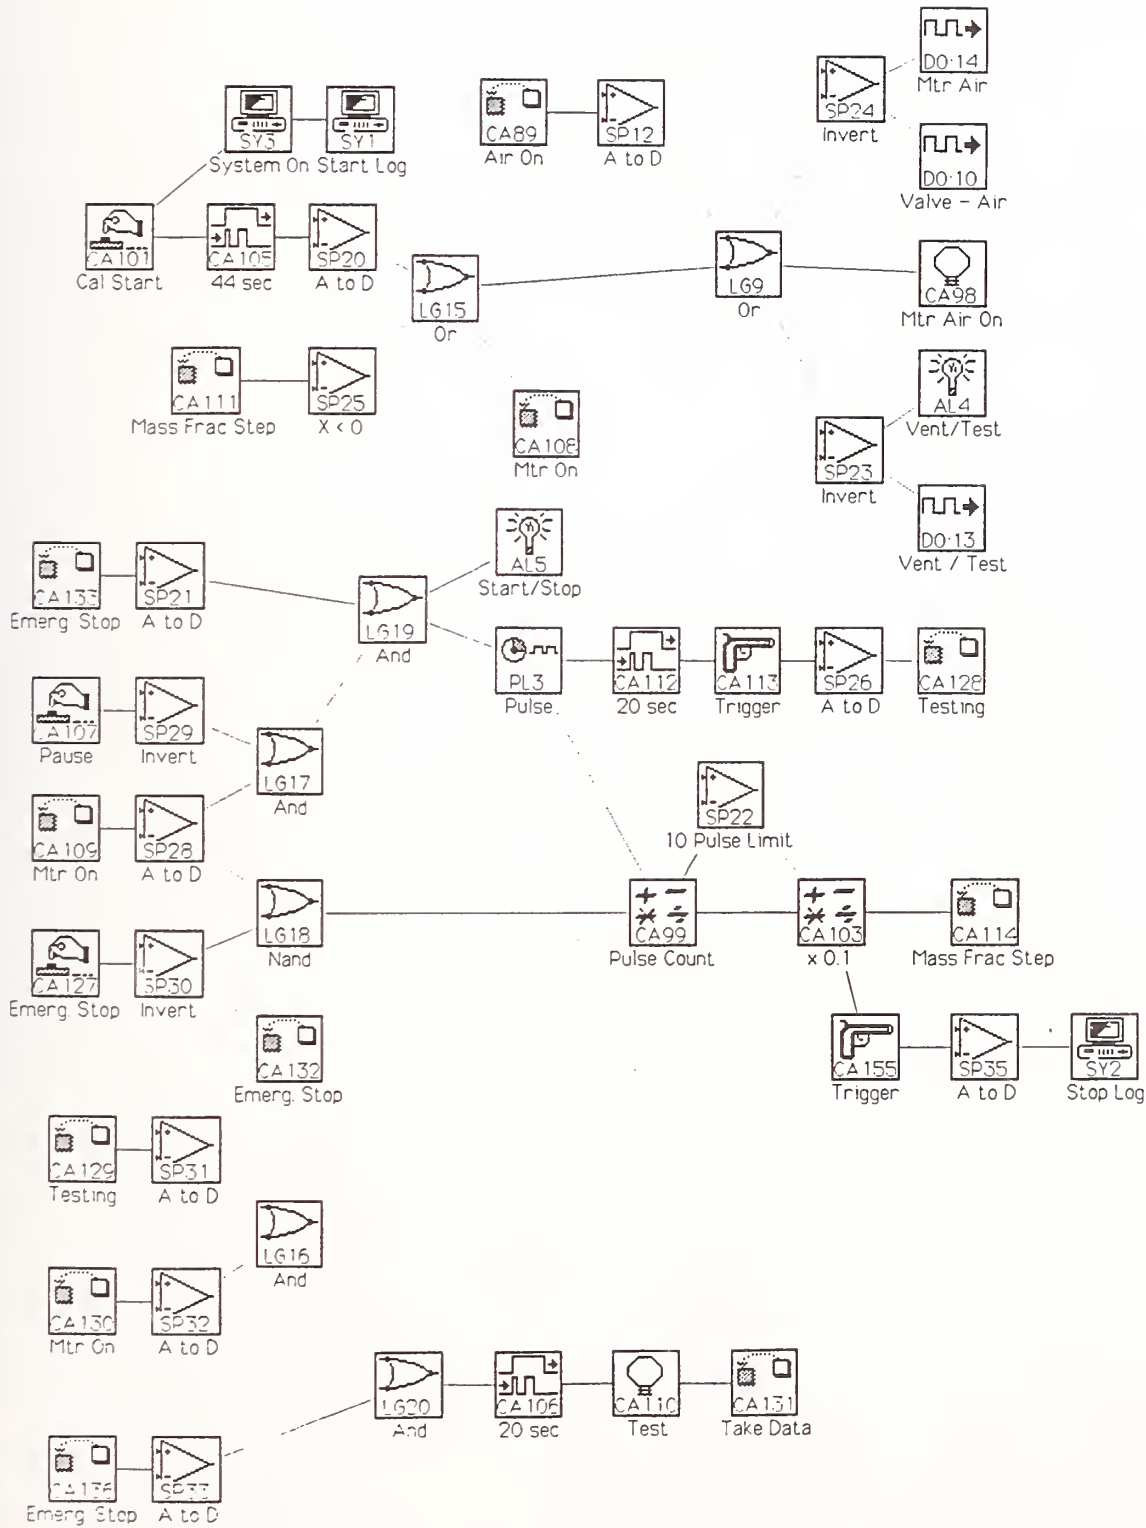 DO·14
Mtr Air
SP24
Invert
SY3
System On
SY1
Start Log
CA89
Air On
SP12
A to D
DO·10
Valve - Air
CA101
Cal Start
CA105
44 sec
SP20
A to D
LG15
Or
LG9
Or
CA98
Mtr Air On
CA111
Mass Frac Step
SP25
X < 0
CA108
Mtr On
AL4
Vent/Test
SP23
Invert
DO·13
Vent / Test
AL5
Start/Stop
CA133
Emerg. Stop
SP21
A to D
LG19
And
PL3
Pulse.
CA112
20 sec
CA113
Trigger
SP26
A to D
CA128
Testing
CA107
Pause
SP29
Invert
LG17
And
SP22
10 Pulse Limit
CA109
Mtr On
SP28
A to D
LG18
Nand
CA99
Pulse Count
CA103
x 0.1
CA114
Mass Frac Step
CA127
Emerg. Stop
SP30
Invert
CA132
Emerg. Stop
CA155
Trigger
SP35
A to D
SY2
Stop Log
CA129
Testing
SP31
A to D
LG16
And
CA130
Mtr On
SP32
A to D
LG20
And
CA106
20 sec
CA110
Test
CA131
Take Data
CA136
Emerg Stop
SP33
A to D